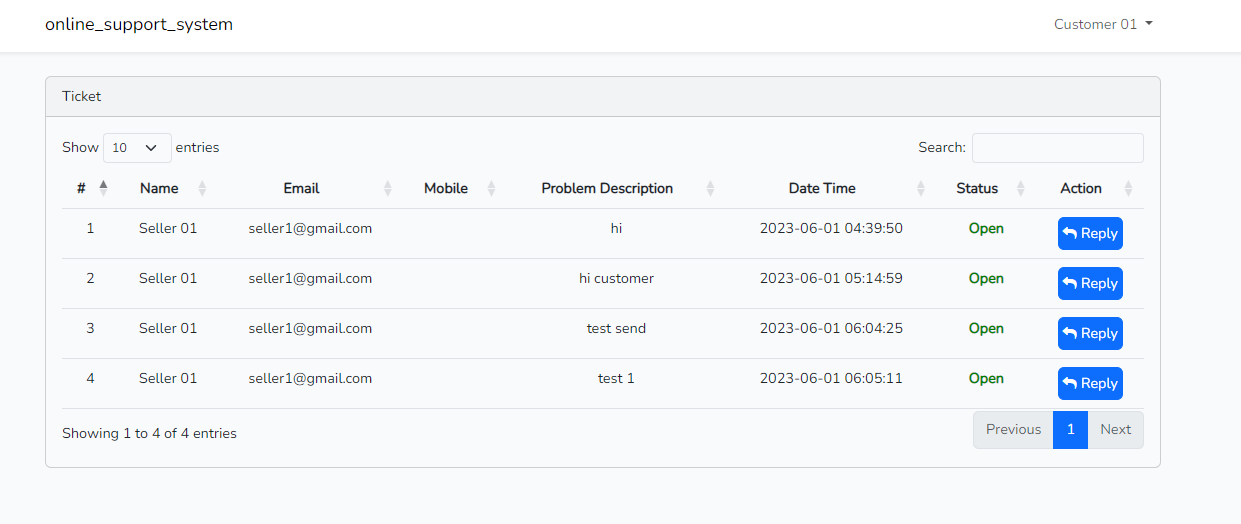 online_support_system Customer 01
Ticket
Show 10 entries Search:
# Name Email Mobile Problem Description Date Time Status Action
1 Seller 01 seller1@gmail.com hi 2023-06-01 04:39:50 Open Reply
2 Seller 01 seller1@gmail.com hi customer 2023-06-01 05:14:59 Open Reply
3 Seller 01 seller1@gmail.com test send 2023-06-01 06:04:25 Open Reply
4 Seller 01 seller1@gmail.com test 1 2023-06-01 06:05:11 Open Reply
Showing 1 to 4 of 4 entries Previous 1 Next